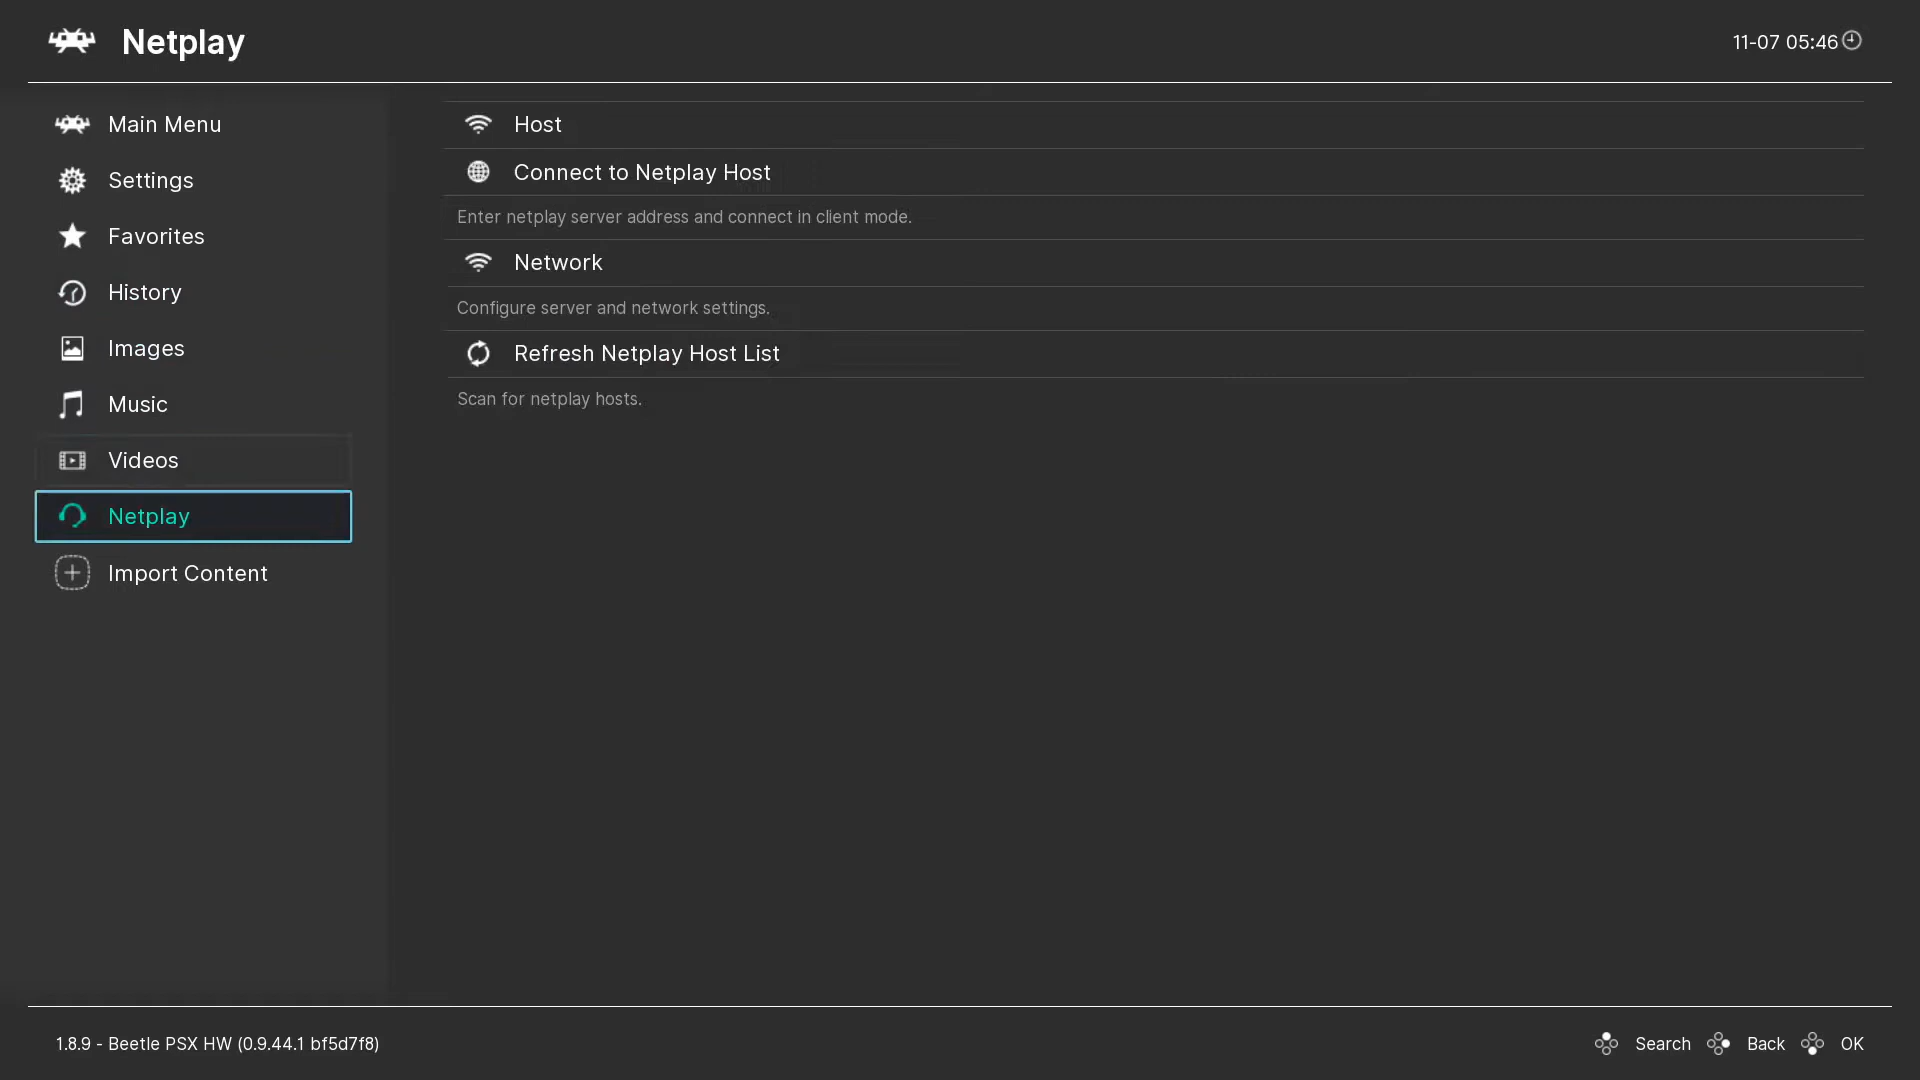 Netplay
11-07 05:46
Main Menu
Settings
Favorites
History
Images
Music
Videos
Netplay
Import Content
Host
Connect to Netplay Host
Enter netplay server address and connect in client mode.
Network
Configure server and network settings.
Refresh Netplay Host List
Scan for netplay hosts.
1.8.9 - Beetle PSX HW (0.9.44.1 bf5d7f8)
Search
Back
OK